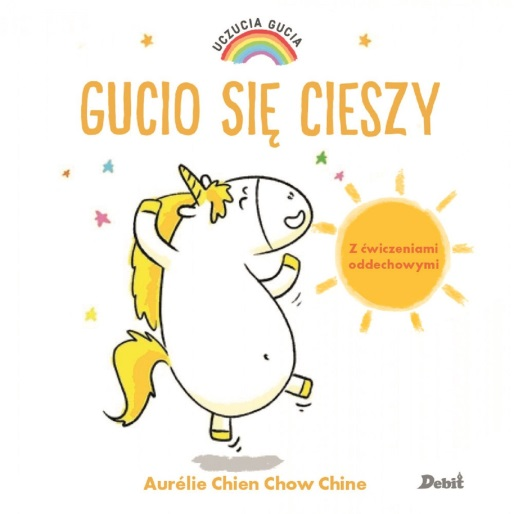 UCZUCIA GUCIA
GUCIO SIĘ CIESZY
Z ćwiczeniami
oddechowymi
Aurélie Chien Chow Chine
Debit